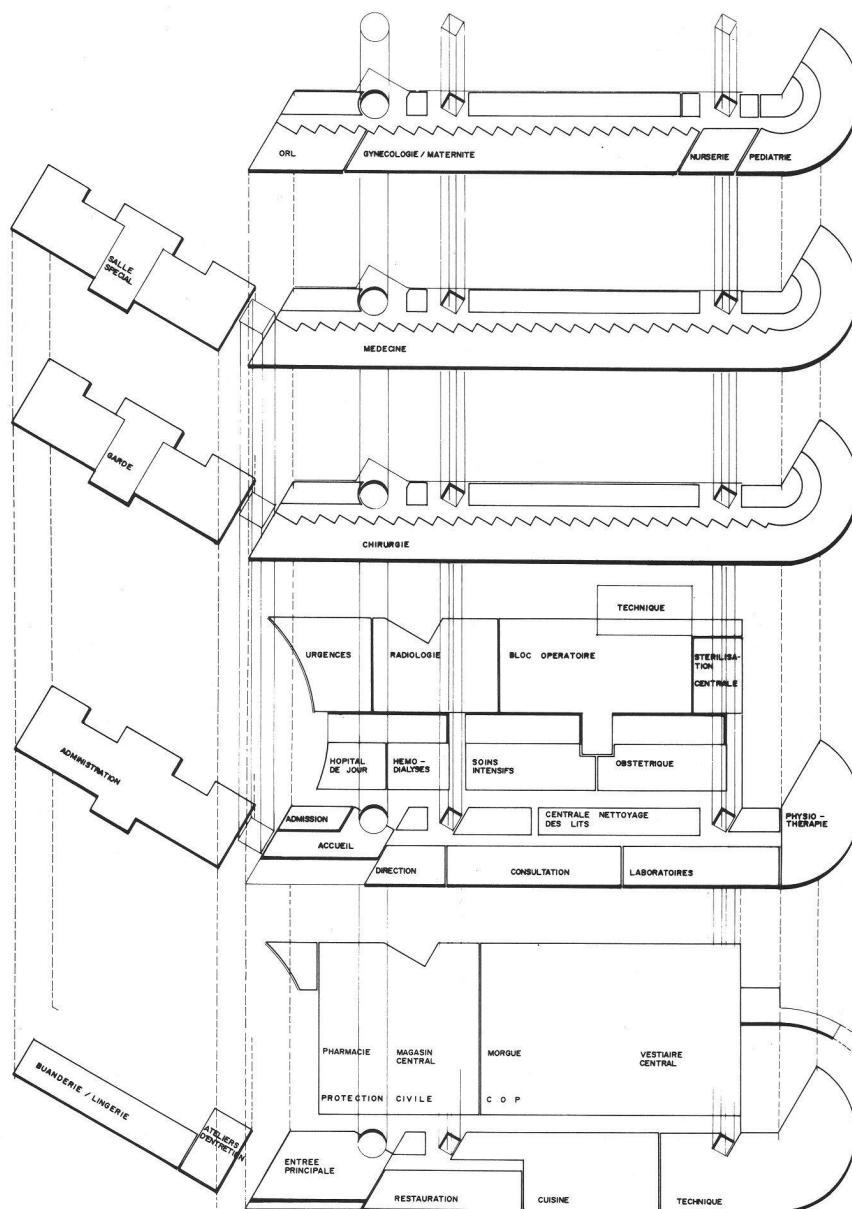 ORL
GYNECOLOGIE / MATERNITE
NURSERIE
PEDIATRIE
SALLE
SPECIAL
MEDECINE
GARDE
CHIRURGIE
TECHNIQUE
URGENCES
RADIOLOGIE
BLOC OPERATOIRE
STERILISA-
TION
CENTRALE
ADMINISTRATION
HOPITAL
DE JOUR
HEMO-
DIALYSES
SOINS
INTENSIFS
OBSTETRIQUE
ADMISSION
CENTRALE NETTOYAGE
DES LITS
PHYSIO-
THERAPIE
ACCUEIL
DIRECTION
CONSULTATION
LABORATOIRES
PHARMACIE
MAGASIN
CENTRAL
MORGUE
VESTIAIRE
CENTRAL
PROTECTION CIVILE
C O P
BUANDERIE / LINGERIE
ATELIERS
D'ENTRETIEN
ENTREE
PRINCIPALE
RESTAURATION
CUISINE
TECHNIQUE